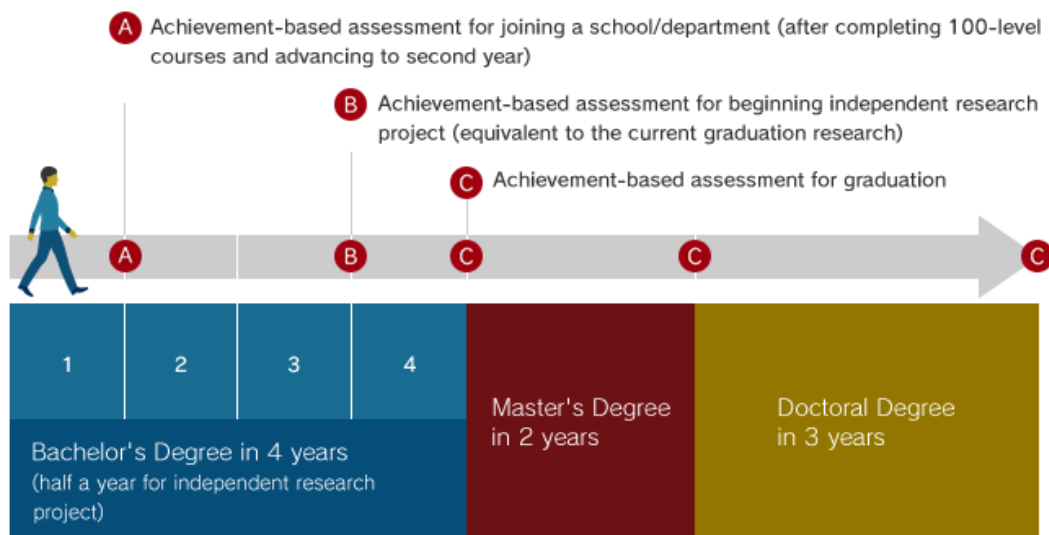 A Achievement-based assessment for joining a school/department (after completing 100-level
courses and advancing to second year)
B Achievement-based assessment for beginning independent research
project (equivalent to the current graduation research)
C Achievement-based assessment for graduation
A B C C C
1 2 3 4
Bachelor's Degree in 4 years
(half a year for independent research
project)
Master's Degree
in 2 years
Doctoral Degree
in 3 years